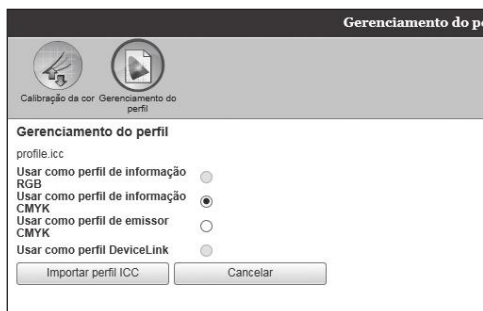 Gerenciamento do
Calibração da cor Gerenciamento do
perfil
Gerenciamento do perfil
profile.icc
Usar como perfil de informação
RGB
Usar como perfil de informação
CMYK
Usar como perfil de emissor
CMYK
Usar como perfil DeviceLink
Importar perfil ICC Cancelar